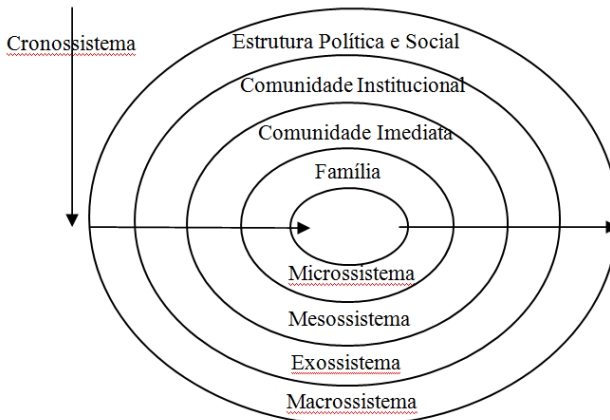 Cronossistema
Estrutura Política e Social
Comunidade Institucional
Comunidade Imediata
Família
Microssistema
Mesossistema
Exossistema
Macrossistema